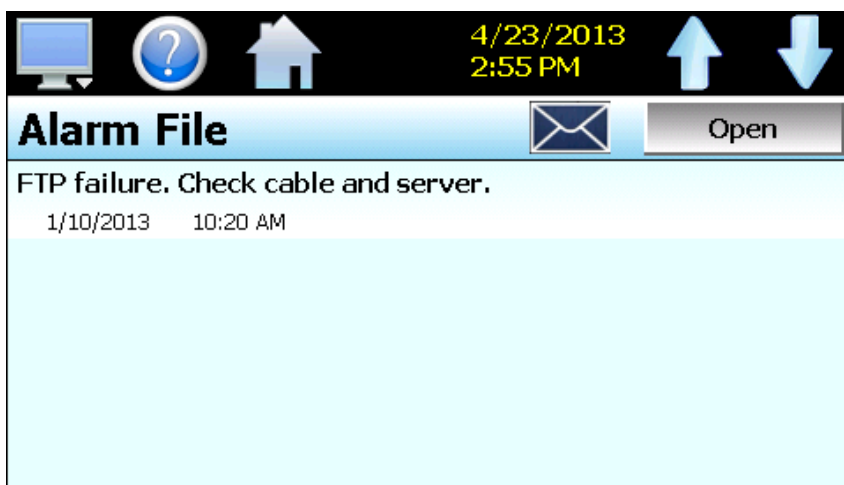 4/23/2013
2:55 PM
Alarm File
Open
FTP failure. Check cable and server.
1/10/2013 10:20 AM